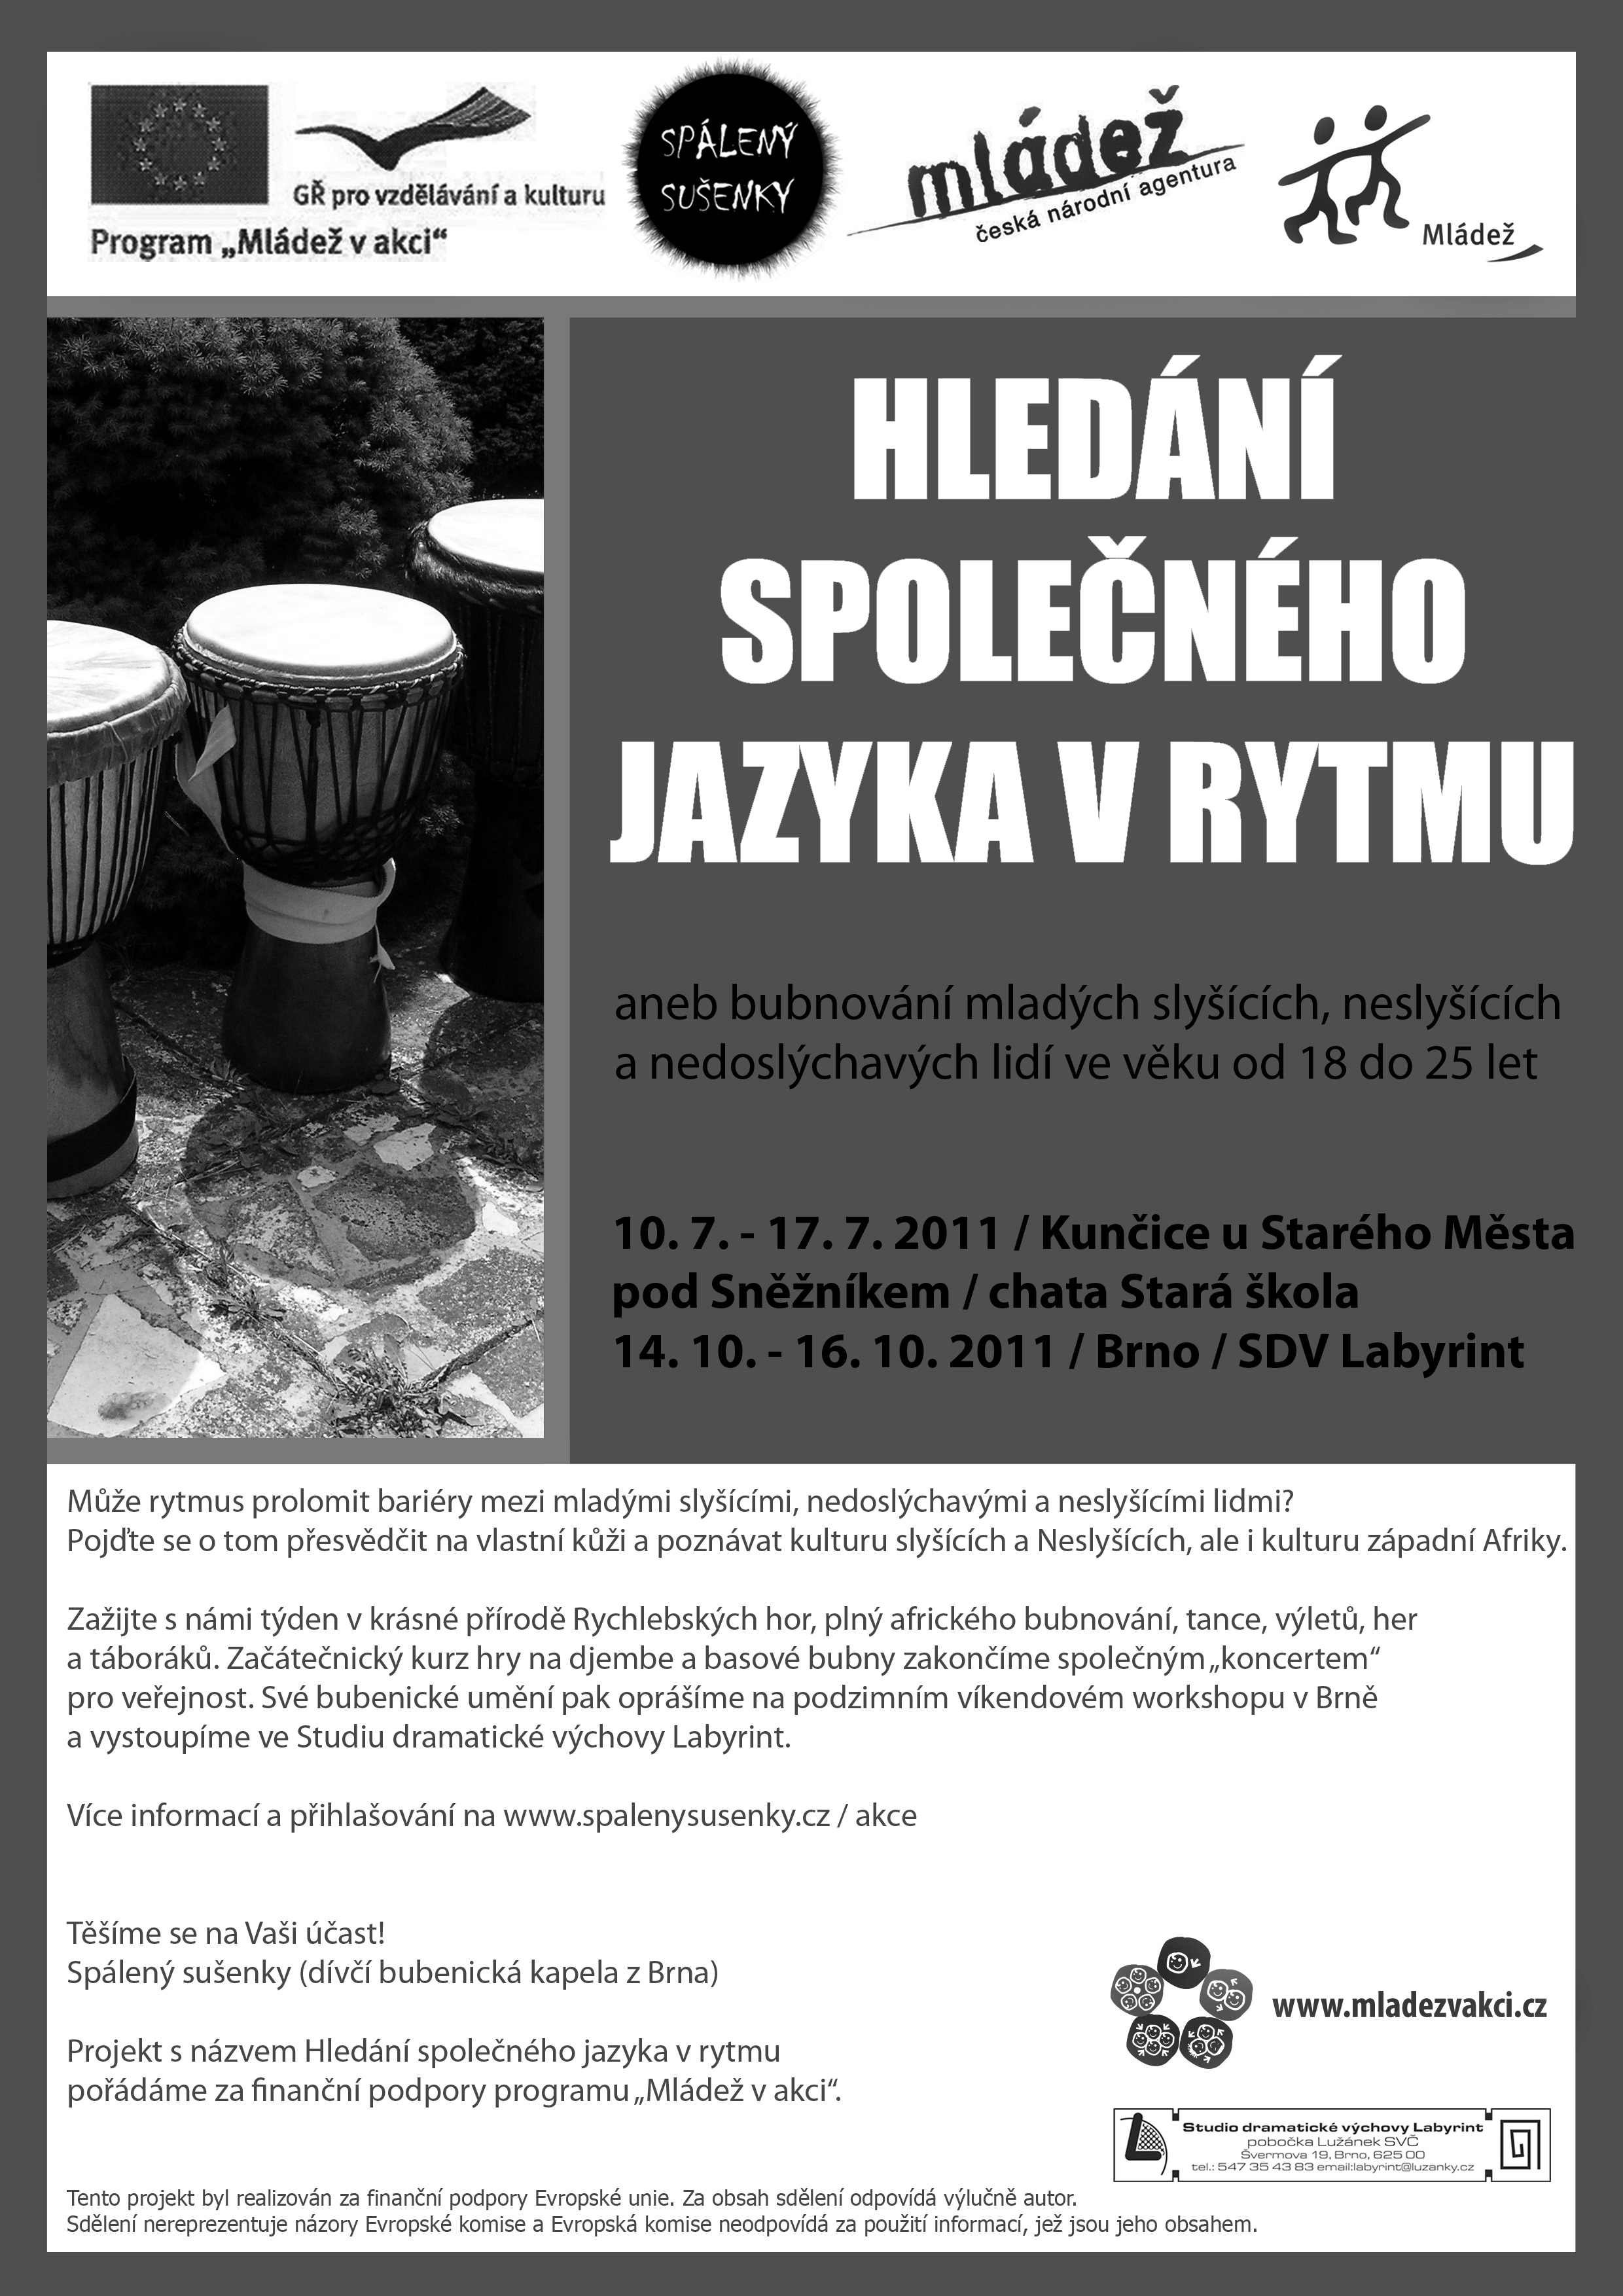 GŘ pro vzdělávání a kulturu
Program „Mládež v akci“
SPÁLENÝ
SUŠENKY
mládež
česká národní agentura
Mládež
HLEDÁNÍ
SPOLEČNÉHO
JAZYKA V RYTMU
aneb bubnování mladých slyšících, neslyšících
a nedoslýchavých lidí ve věku od 18 do 25 let
10. 7. - 17. 7. 2011 / Kunčice u Starého Města
pod Sněžníkem / chata Stará škola
14. 10. - 16. 10. 2011 / Brno / SDV Labyrint
Může rytmus prolomit bariéry mezi mladými slyšícími, nedoslýchavými a neslyšícími lidmi?
Pojďte se o tom přesvědčit na vlastní kůži a poznávat kulturu slyšících a Neslyšících, ale i kulturu západní Afriky.
Zažijte s námi týden v krásné přírodě Rychlebských hor, plný afrického bubnování, tance, výletů, her
a táboráků. Začátečnický kurz hry na djembe a basové bubny zakončíme společným „koncertem“
pro veřejnost. Své bubenické umění pak oprášíme na podzimním víkendovém workshopu v Brně
a vystoupíme ve Studiu dramatické výchovy Labyrint.
Více informací a přihlašování na www.spalenysusenky.cz / akce
Těšíme se na Vaši účast!
Spálený sušenky (dívčí bubenická kapela z Brna)
Projekt s názvem Hledání společného jazyka v rytmu
pořádáme za finanční podpory programu „Mládež v akci“.
www.mladezvakci.cz
Studio dramatické výchovy Labyrint
pobočka Lužánek SVČ
Švermova 19, Brno, 625 00
tel.: 547 35 43 83 email:labyrint@luzanky.cz
Tento projekt byl realizován za finanční podpory Evropské unie. Za obsah sdělení odpovídá výlučně autor.
Sdělení nereprezentuje názory Evropské komise a Evropská komise neodpovídá za použití informací, jež jsou jeho obsahem.